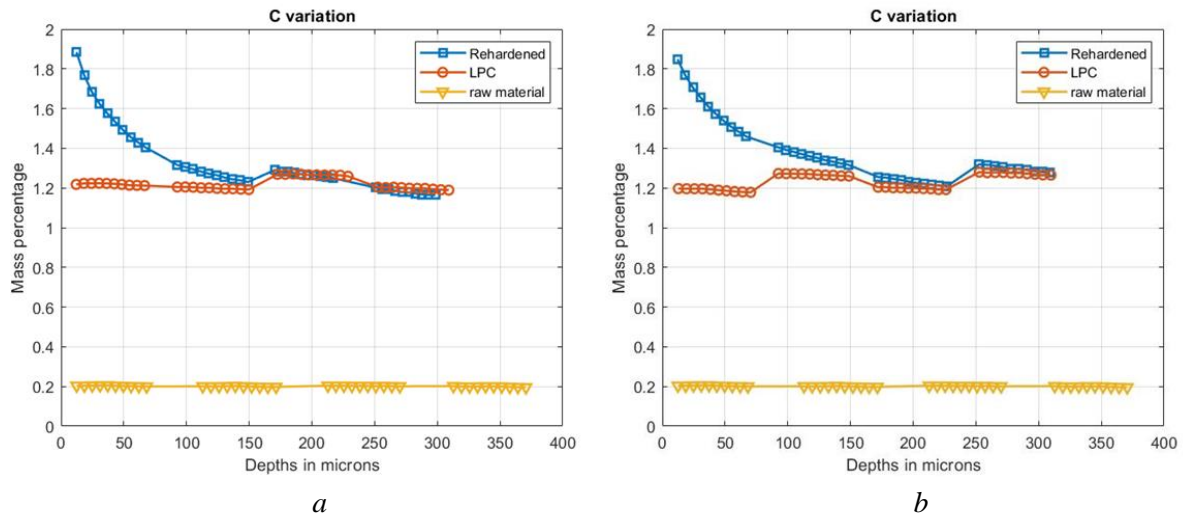 C variation
2
1.8
1.6
1.4
1.2
1
0.8
0.6
0.4
0.2
0
Mass percentage
0 50 100 150 200 250 300 350 400
Depths in microns
Rehardened
LPC
raw material
a
C variation
2
1.8
1.6
1.4
1.2
1
0.8
0.6
0.4
0.2
0
Mass percentage
0 50 100 150 200 250 300 350 400
Depths in microns
Rehardened
LPC
raw material
b